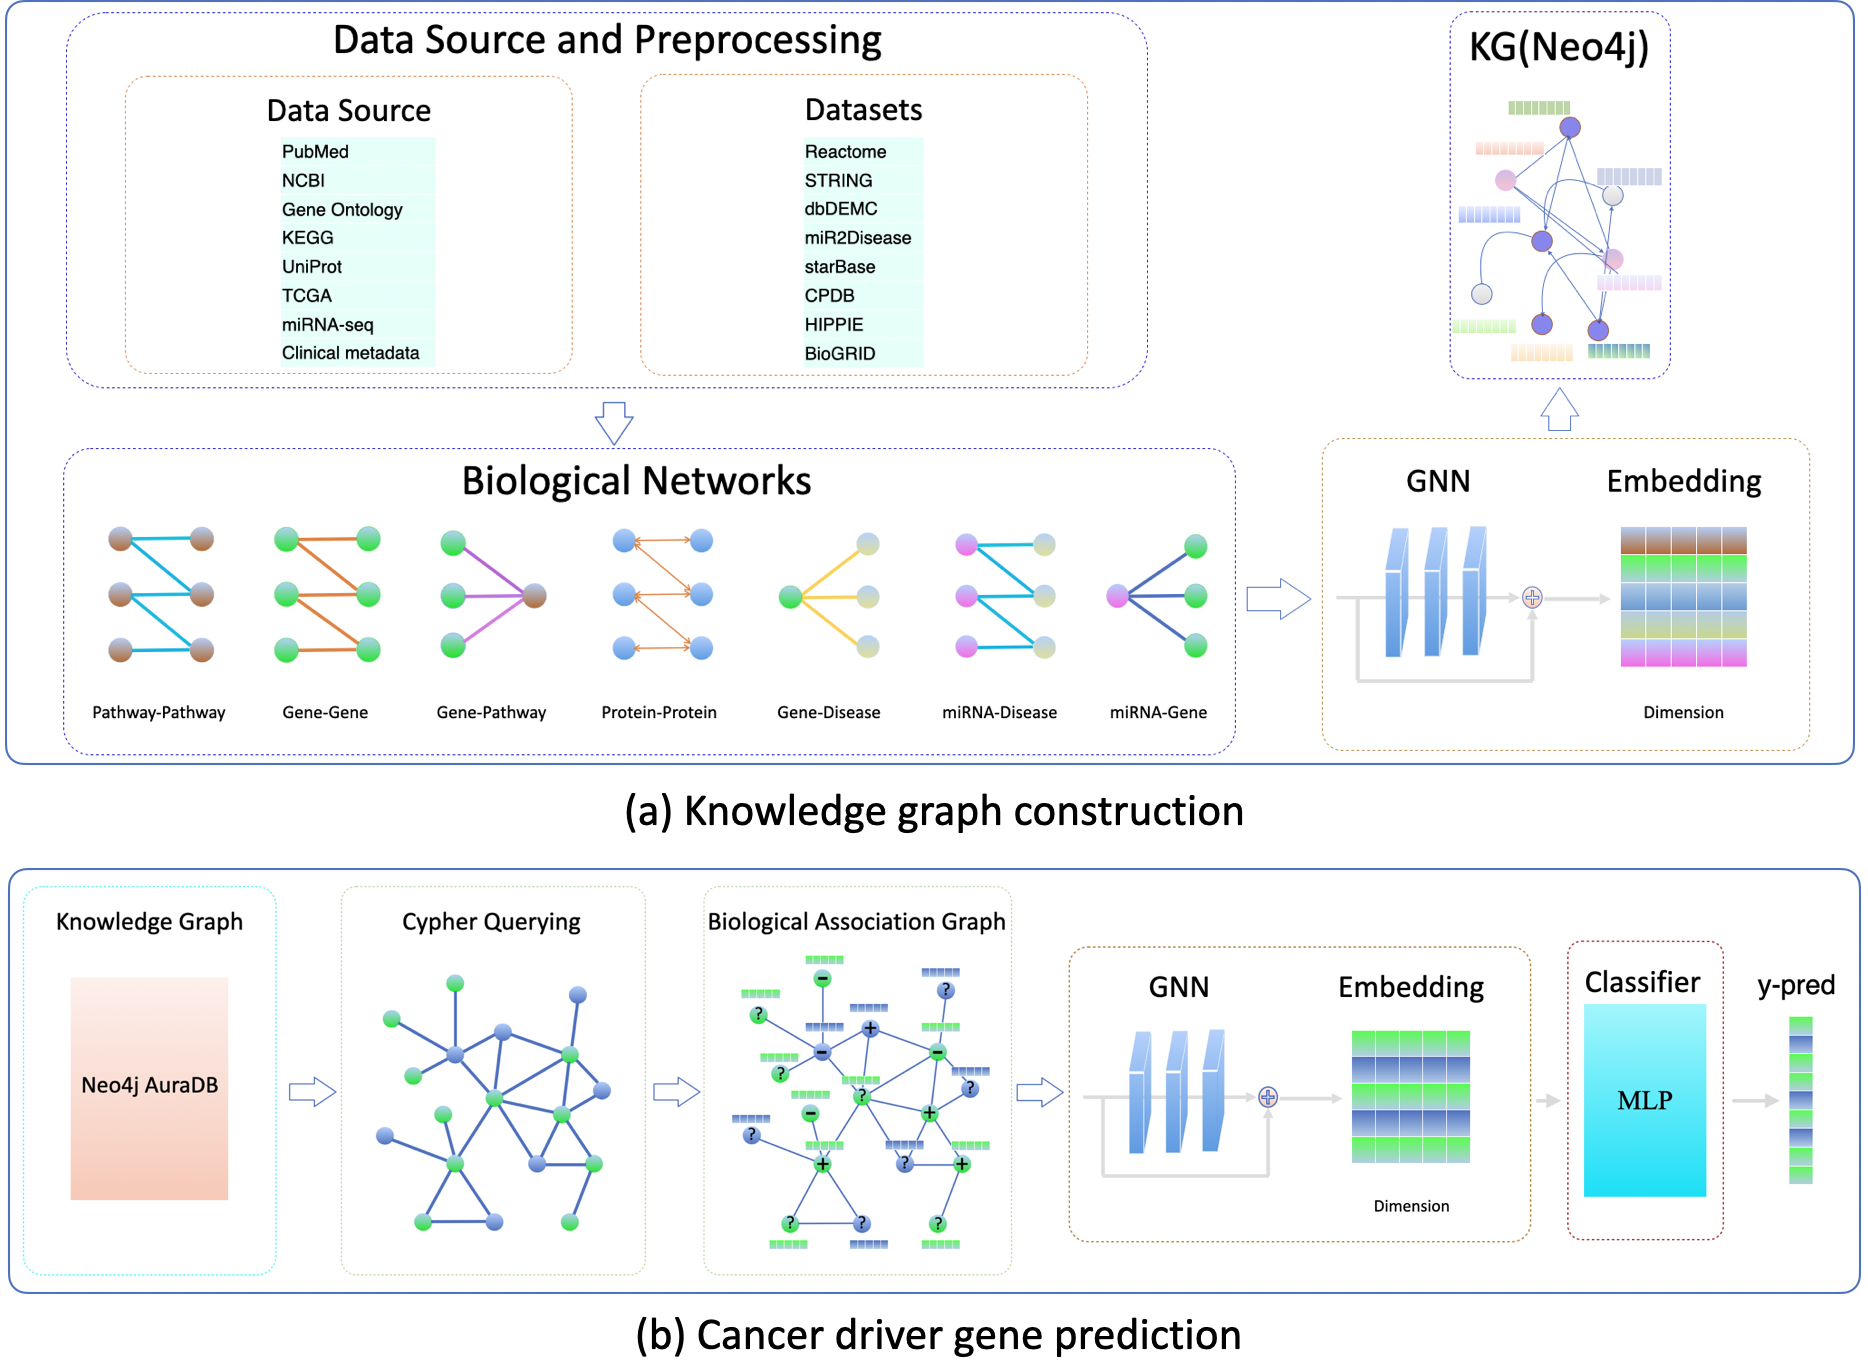 Data Source and Preprocessing
Data Source
PubMed
NCBI
Gene Ontology
KEGG
UniProt
TCGA
miRNA-seq
Clinical metadata
Datasets
Reactome
STRING
dbDEMC
miR2Disease
starBase
CPDB
HIPPIE
BioGRID
KG(Neo4j)
Biological Networks
Pathway-Pathway
Gene-Gene
Gene-Pathway
Protein-Protein
Gene-Disease
miRNA-Disease
miRNA-Gene
GNN
Embedding
Dimension
(a) Knowledge graph construction
Knowledge Graph
Neo4j AuraDB
Cypher Querying
Biological Association Graph
−
?
?
+
−
−
?
?
?
−
+
?
+
?
+
?
?
?
GNN
Embedding
Dimension
Classifier
MLP
y-pred
(b) Cancer driver gene prediction